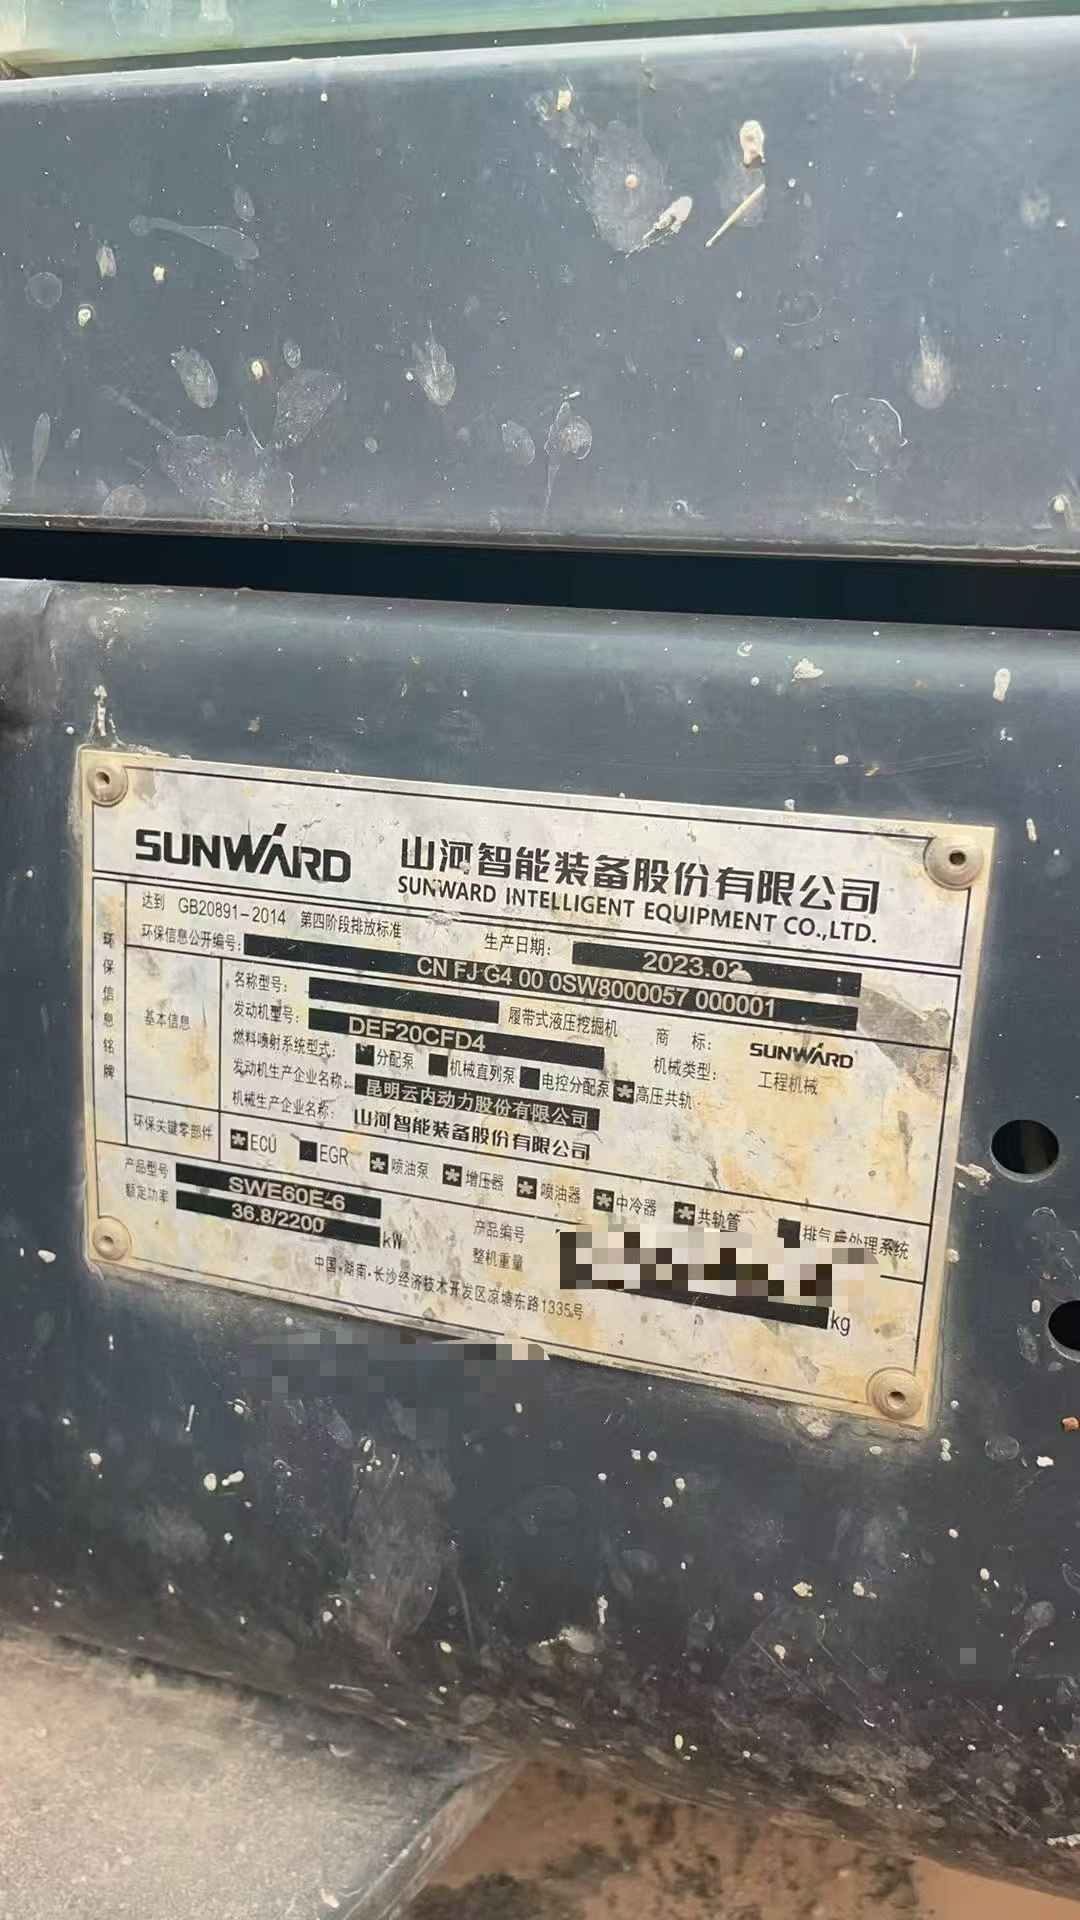 SUNWARD 山河智能装备股份有限公司
SUNWARD INTELLIGENT EQUIPMENT CO.,LTD.
环保信息铭牌
达到 GB20891-2014 第四阶段排放标准 生产日期: 2023.02
环保信息公开编号: CN FJ G4 00 0SW8000057 000001
基本信息
名称型号: 履带式液压挖掘机 商 标: SUNWARD
发动机型号: DEF20CFD4 机械类型: 工程机械
燃料喷射系统型式: 分配泵 机械直列泵 电控分配泵 * 高压共轨
发动机生产企业名称: 昆明云内动力股份有限公司
机械生产企业名称: 山河智能装备股份有限公司
环保关键零部件 * ECU EGR * 喷油泵 * 增压器 * 喷油器 * 中冷器 * 共轨管 排气后处理系统
产品型号 SWE60E-6 产品编号
额定功率 36.8/2200 kW 整机重量 kg
中国·湖南·长沙经济技术开发区凉塘东路1335号